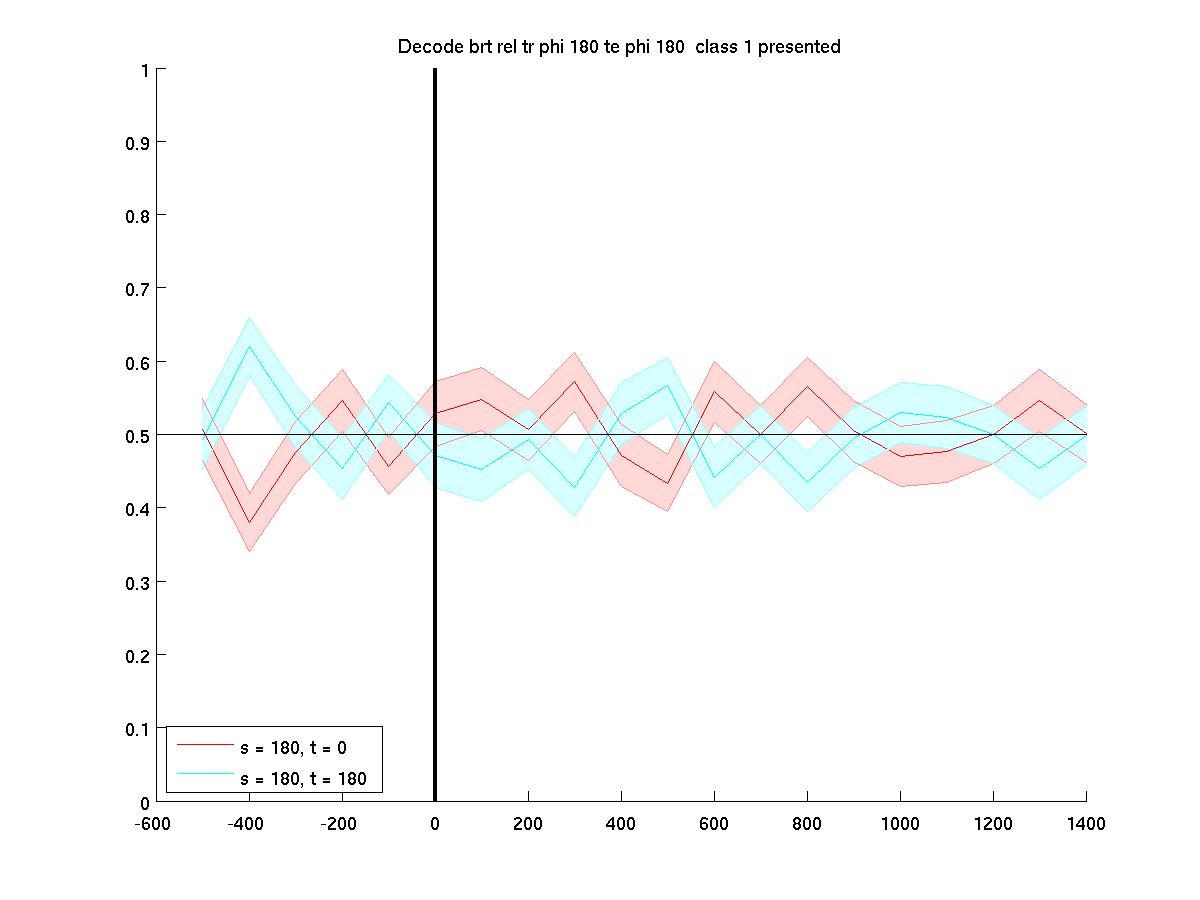 Decode brt rel tr phi 180 te phi 180  class 1 presented
1
0.9
0.8
0.7
0.6
0.5
0.4
0.3
0.2
0.1
0
s = 180, t = 0
s = 180, t = 180
-600 -400 -200 0 200 400 600 800 1000 1200 1400